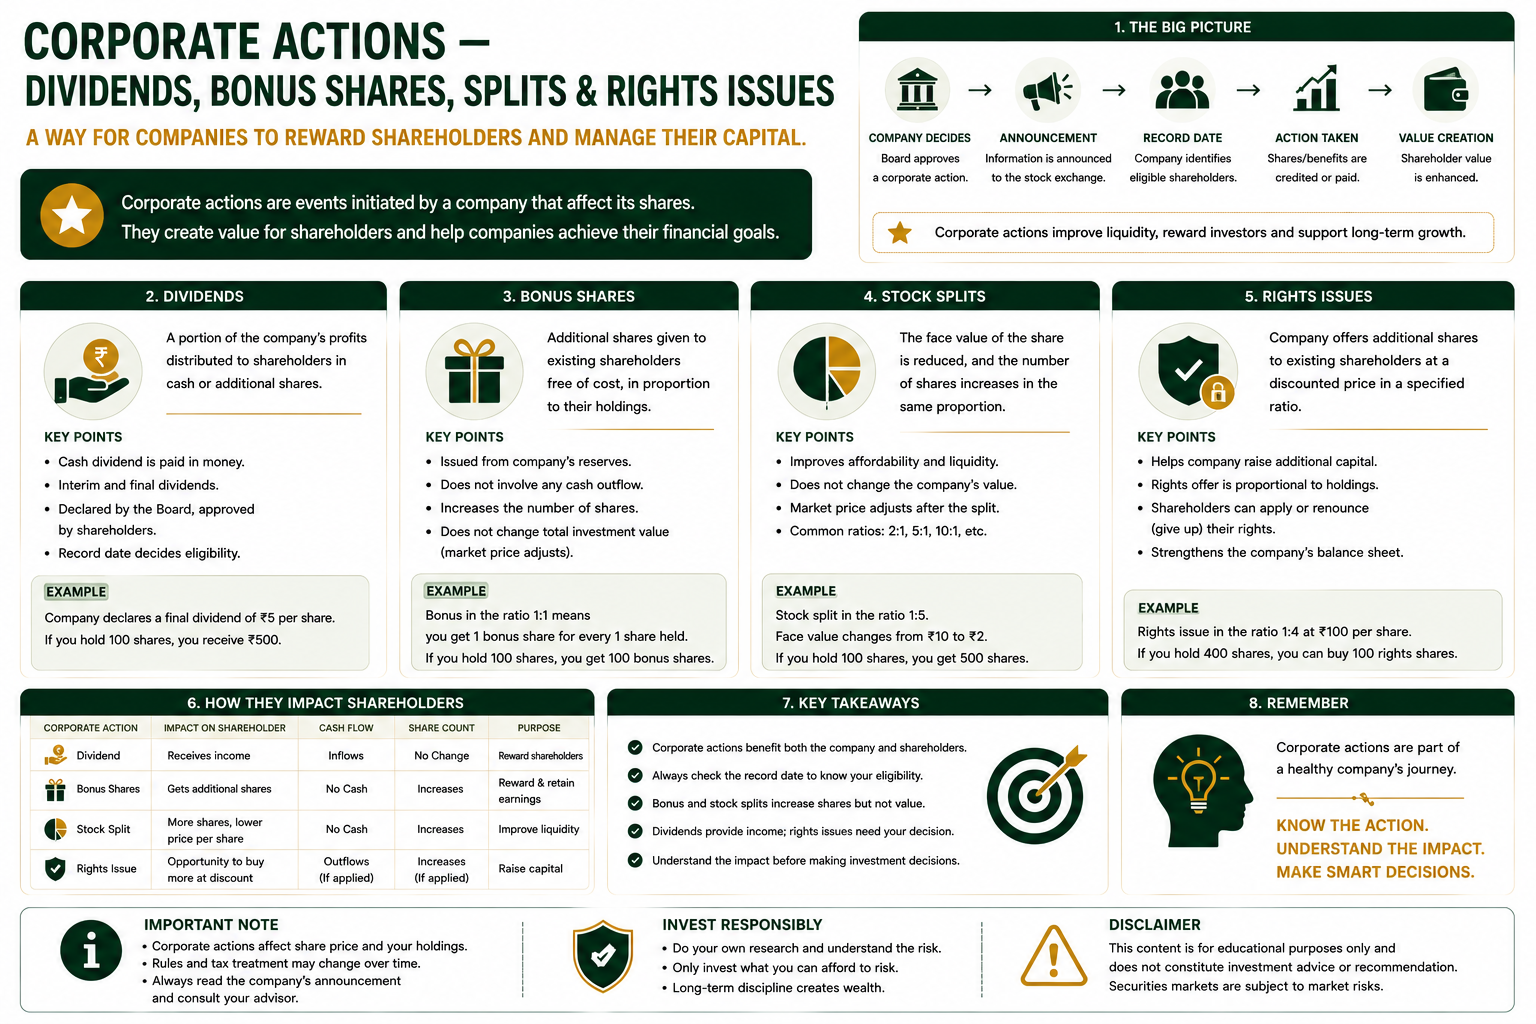 CORPORATE ACTIONS –
DIVIDENDS, BONUS SHARES, SPLITS & RIGHTS ISSUES
A WAY FOR COMPANIES TO REWARD SHAREHOLDERS AND MANAGE THEIR CAPITAL.
Corporate actions are events initiated by a company that affect its shares.
They create value for shareholders and help companies achieve their financial goals.
1. THE BIG PICTURE
COMPANY DECIDES
Board approves
a corporate action.
ANNOUNCEMENT
Information is announced
to the stock exchange.
RECORD DATE
Company identifies
eligible shareholders.
ACTION TAKEN
Shares/benefits are
credited or paid.
VALUE CREATION
Shareholder value
is enhanced.
Corporate actions improve liquidity, reward investors and support long-term growth.
2. DIVIDENDS
₹
A portion of the company's profits
distributed to shareholders in
cash or additional shares.
KEY POINTS
• Cash dividend is paid in money.
• Interim and final dividends.
• Declared by the Board, approved
by shareholders.
• Record date decides eligibility.
EXAMPLE
Company declares a final dividend of ₹5 per share.
If you hold 100 shares, you receive ₹500.
3. BONUS SHARES
Additional shares given to
existing shareholders
free of cost, in proportion
to their holdings.
KEY POINTS
• Issued from company's reserves.
• Does not involve any cash outflow.
• Increases the number of shares.
• Does not change total investment value
(market price adjusts).
EXAMPLE
Bonus in the ratio 1:1 means
you get 1 bonus share for every 1 share held.
If you hold 100 shares, you get 100 bonus shares.
4. STOCK SPLITS
The face value of the share
is reduced, and the number
of shares increases in the
same proportion.
KEY POINTS
• Improves affordability and liquidity.
• Does not change the company's value.
• Market price adjusts after the split.
• Common ratios: 2:1, 5:1, 10:1, etc.
EXAMPLE
Stock split in the ratio 1:5.
Face value changes from ₹10 to ₹2.
If you hold 100 shares, you get 500 shares.
5. RIGHTS ISSUES
Company offers additional shares
to existing shareholders at a
discounted price in a specified
ratio.
KEY POINTS
• Helps company raise additional capital.
• Rights offer is proportional to holdings.
• Shareholders can apply or renounce
(give up) their rights.
• Strengthens the company's balance sheet.
EXAMPLE
Rights issue in the ratio 1:4 at ₹100 per share.
If you hold 400 shares, you can buy 100 rights shares.
6. HOW THEY IMPACT SHAREHOLDERS
CORPORATE ACTION IMPACT ON SHAREHOLDER CASH FLOW SHARE COUNT PURPOSE
Dividend Receives income Inflows No Change Reward shareholders
Bonus Shares Gets additional shares No Cash Increases Reward & retain
earnings
Stock Split More shares, lower
price per share No Cash Increases Improve liquidity
Rights Issue Opportunity to buy
more at discount Outflows
(If applied) Increases
(If applied) Raise capital
7. KEY TAKEAWAYS
Corporate actions benefit both the company and shareholders.
Always check the record date to know your eligibility.
Bonus and stock splits increase shares but not value.
Dividends provide income; rights issues need your decision.
Understand the impact before making investment decisions.
8. REMEMBER
Corporate actions are part of
a healthy company's journey.
KNOW THE ACTION.
UNDERSTAND THE IMPACT.
MAKE SMART DECISIONS.
IMPORTANT NOTE
• Corporate actions affect share price and your holdings.
• Rules and tax treatment may change over time.
• Always read the company's announcement
and consult your advisor.
INVEST RESPONSIBLY
• Do your own research and understand the risk.
• Only invest what you can afford to risk.
• Long-term discipline creates wealth.
DISCLAIMER
This content is for educational purposes only and
does not constitute investment advice or recommendation.
Securities markets are subject to market risks.